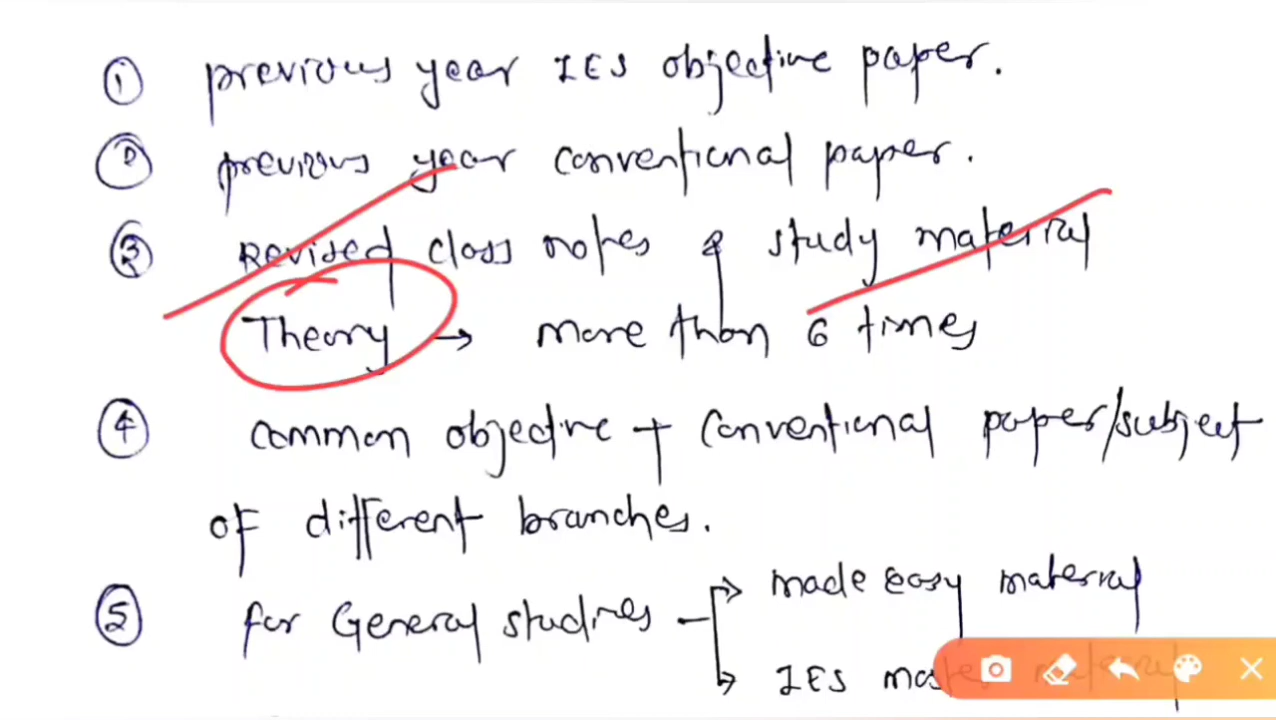 ① previous year IES objective paper.
② previous year conventional paper.
③ Revised class notes & study material
Theory → more than 6 times
④ common objective + conventional paper/subject
of different branches.
⑤ for General studies → made easy material
→ IES master material